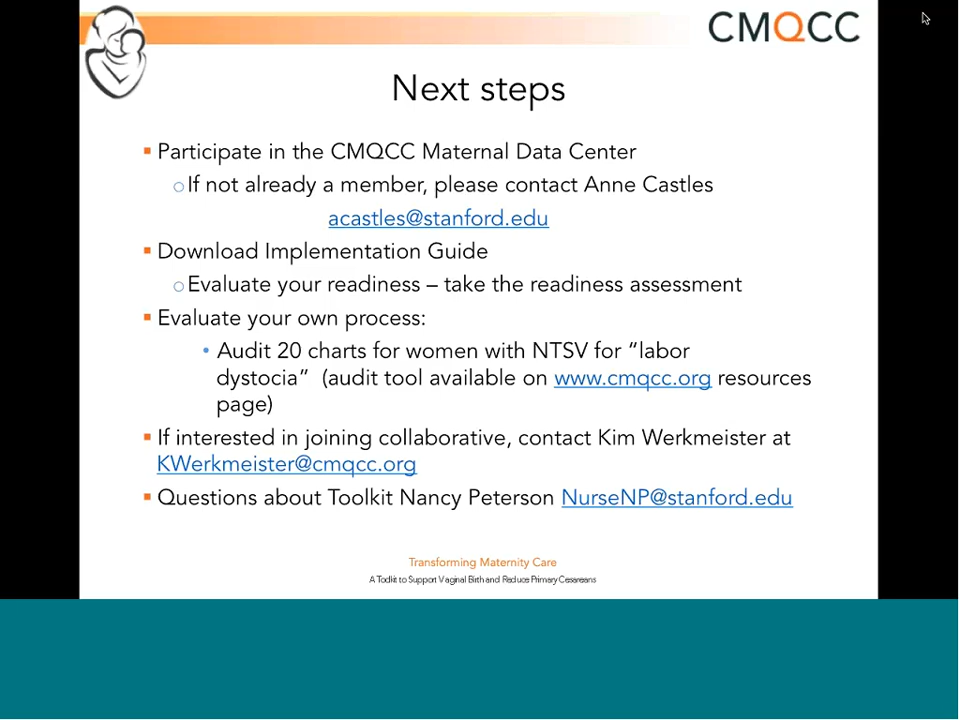 CMQCC
Next steps
▪ Participate in the CMQCC Maternal Data Center
o If not already a member, please contact Anne Castles
acastles@stanford.edu
▪ Download Implementation Guide
o Evaluate your readiness – take the readiness assessment
▪ Evaluate your own process:
• Audit 20 charts for women with NTSV for “labor
dystocia” (audit tool available on www.cmqcc.org resources
page)
▪ If interested in joining collaborative, contact Kim Werkmeister at
KWerkmeister@cmqcc.org
▪ Questions about Toolkit Nancy Peterson NurseNP@stanford.edu
Transforming Maternity Care
A Toolkit to Support Vaginal Birth and Reduce Primary Cesareans